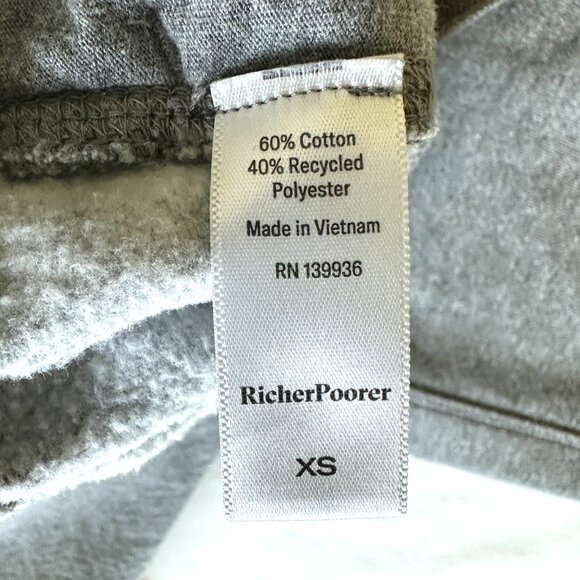 60% Cotton
40% Recycled
Polyester
Made in Vietnam
RN 139936
RicherPoorer
XS